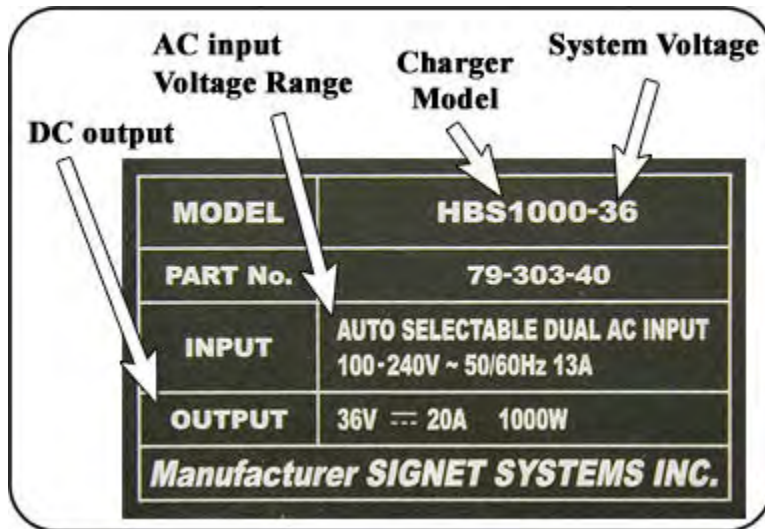 AC input
Voltage Range
Charger
Model
System Voltage
DC output
MODEL HBS1000-36
PART No. 79-303-40
INPUT AUTO SELECTABLE DUAL AC INPUT
100-240V ~ 50/60Hz 13A
OUTPUT 36V ⎓ 20A 1000W
Manufacturer SIGNET SYSTEMS INC.